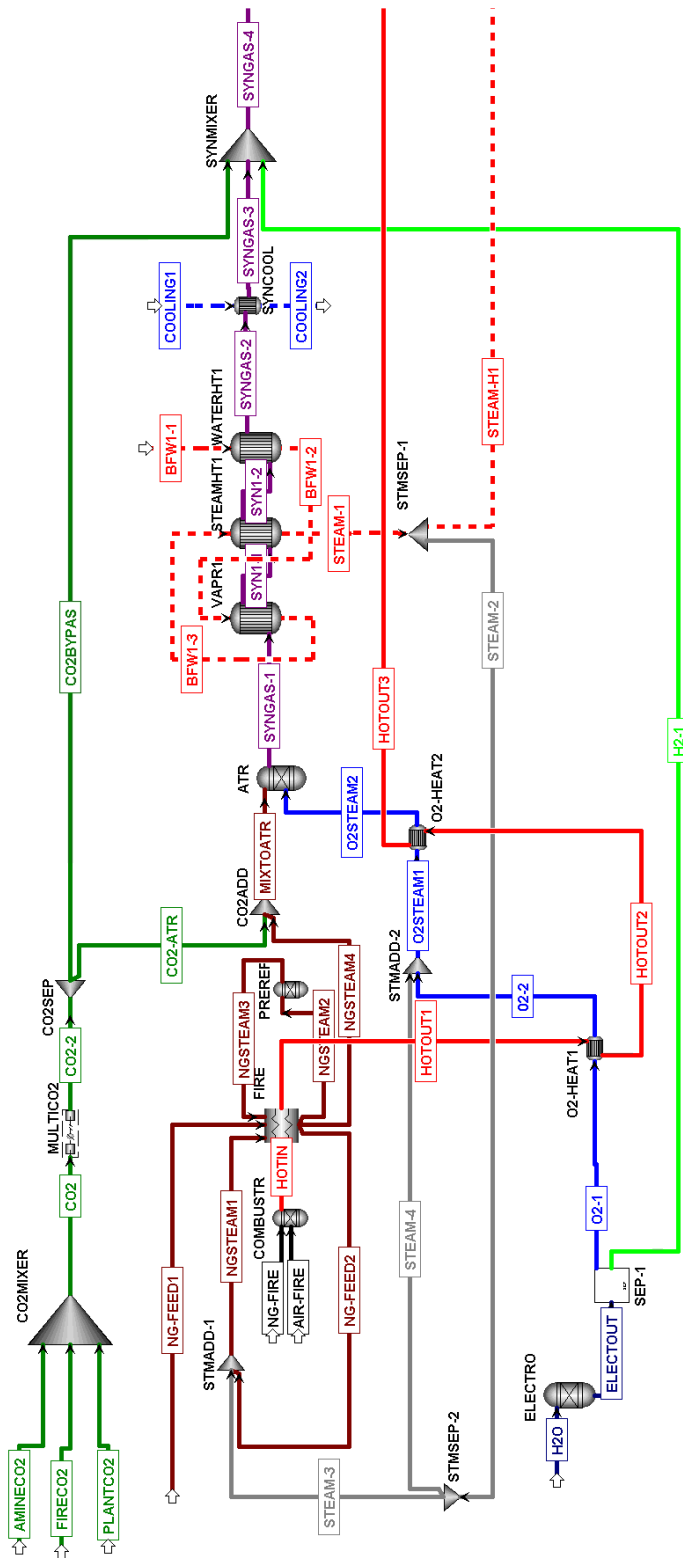 AMINECO2
FIRECO2
PLANTCO2
CO2MIXER
CO2
MULTICO2
CO2-2
CO2SEP
CO2BYPAS
CO2-ATR
NG-FEED1
STMADD-1
NGSTEAM1
NG-FIRE
AIR-FIRE
COMBUSTR
HOTIN
FIRE
NG-FEED2
NGSTEAM3
PREREF
NGSTEAM2
NGSTEAM4
HOTOUT1
CO2ADD
MIXTOATR
ATR
SYNGAS-1
BFW1-3
VAPR1
SYN1-1
STEAMHT1
SYN1-2
WATERHT1
BFW1-1
BFW1-2
STEAM-1
SYNGAS-2
COOLING1
SYNCOOL
COOLING2
SYNGAS-3
SYNMIXER
SYNGAS-4
STEAM-3
STMSEP-2
STEAM-4
STMADD-2
O2STEAM1
O2-HEAT2
O2STEAM2
HOTOUT3
STMSEP-1
STEAM-2
STEAM-H1
H2O
ELECTRO
ELECTOUT
SEP-1
O2-1
O2-HEAT1
O2-2
HOTOUT2
H2-1